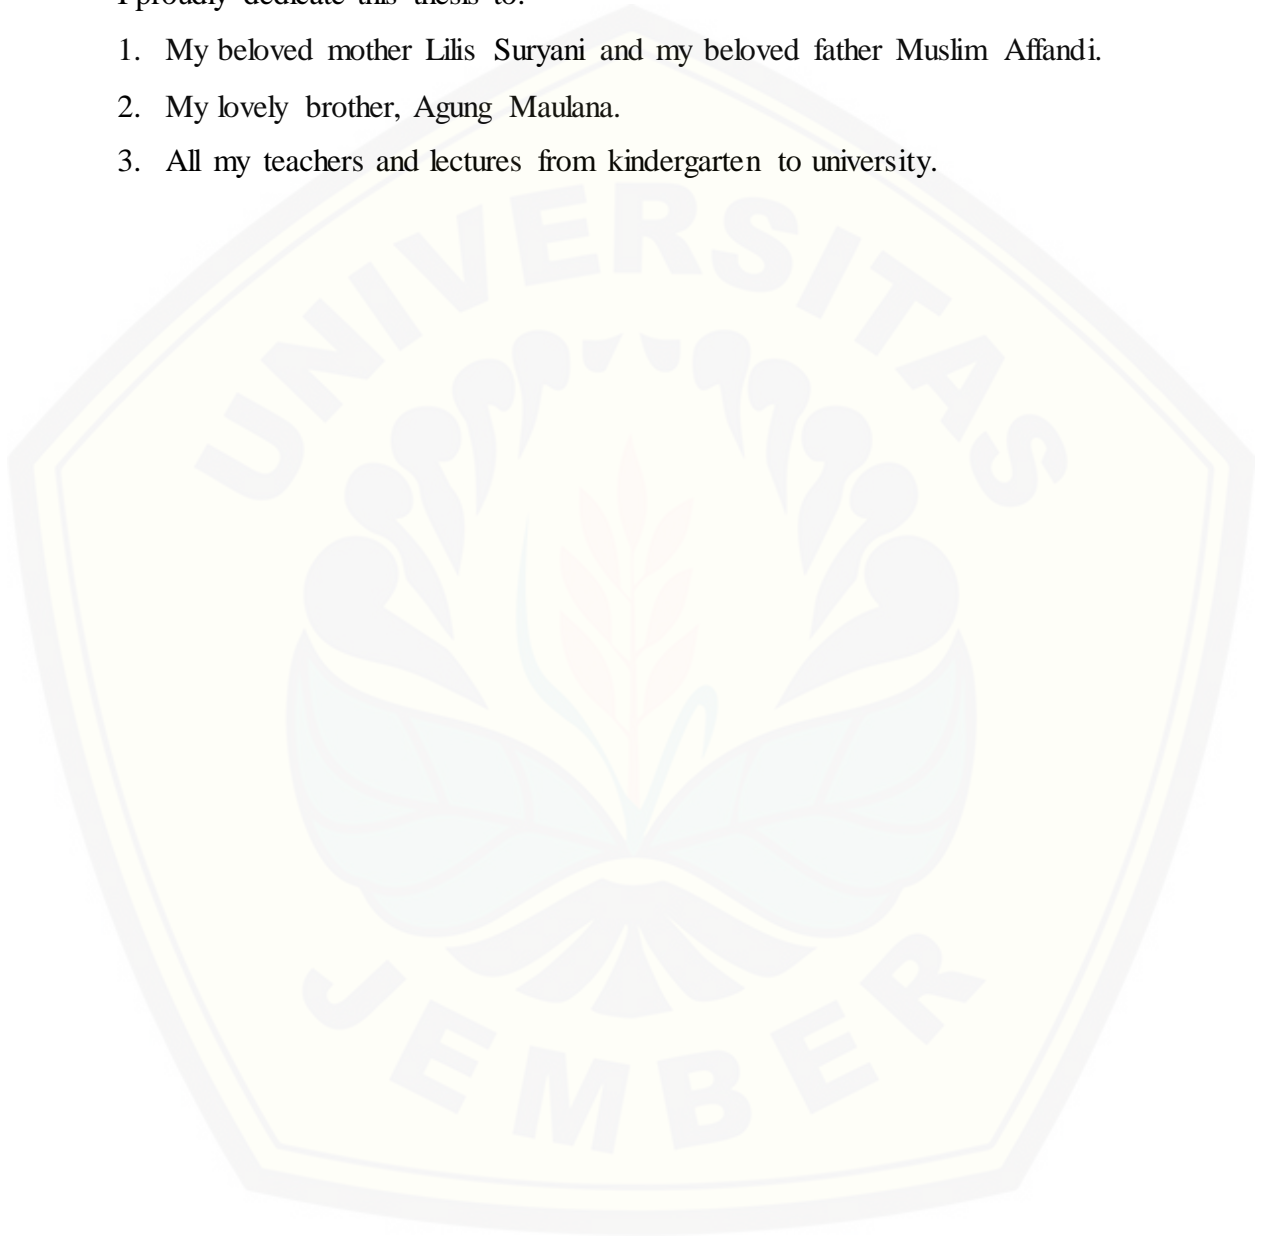 I proudly dedicate this thesis to:
1. My beloved mother Lilis Suryani and my beloved father Muslim Affandi.
2. My lovely brother, Agung Maulana.
3. All my teachers and lectures from kindergarten to university.
UNIVERSITAS
JEMBER